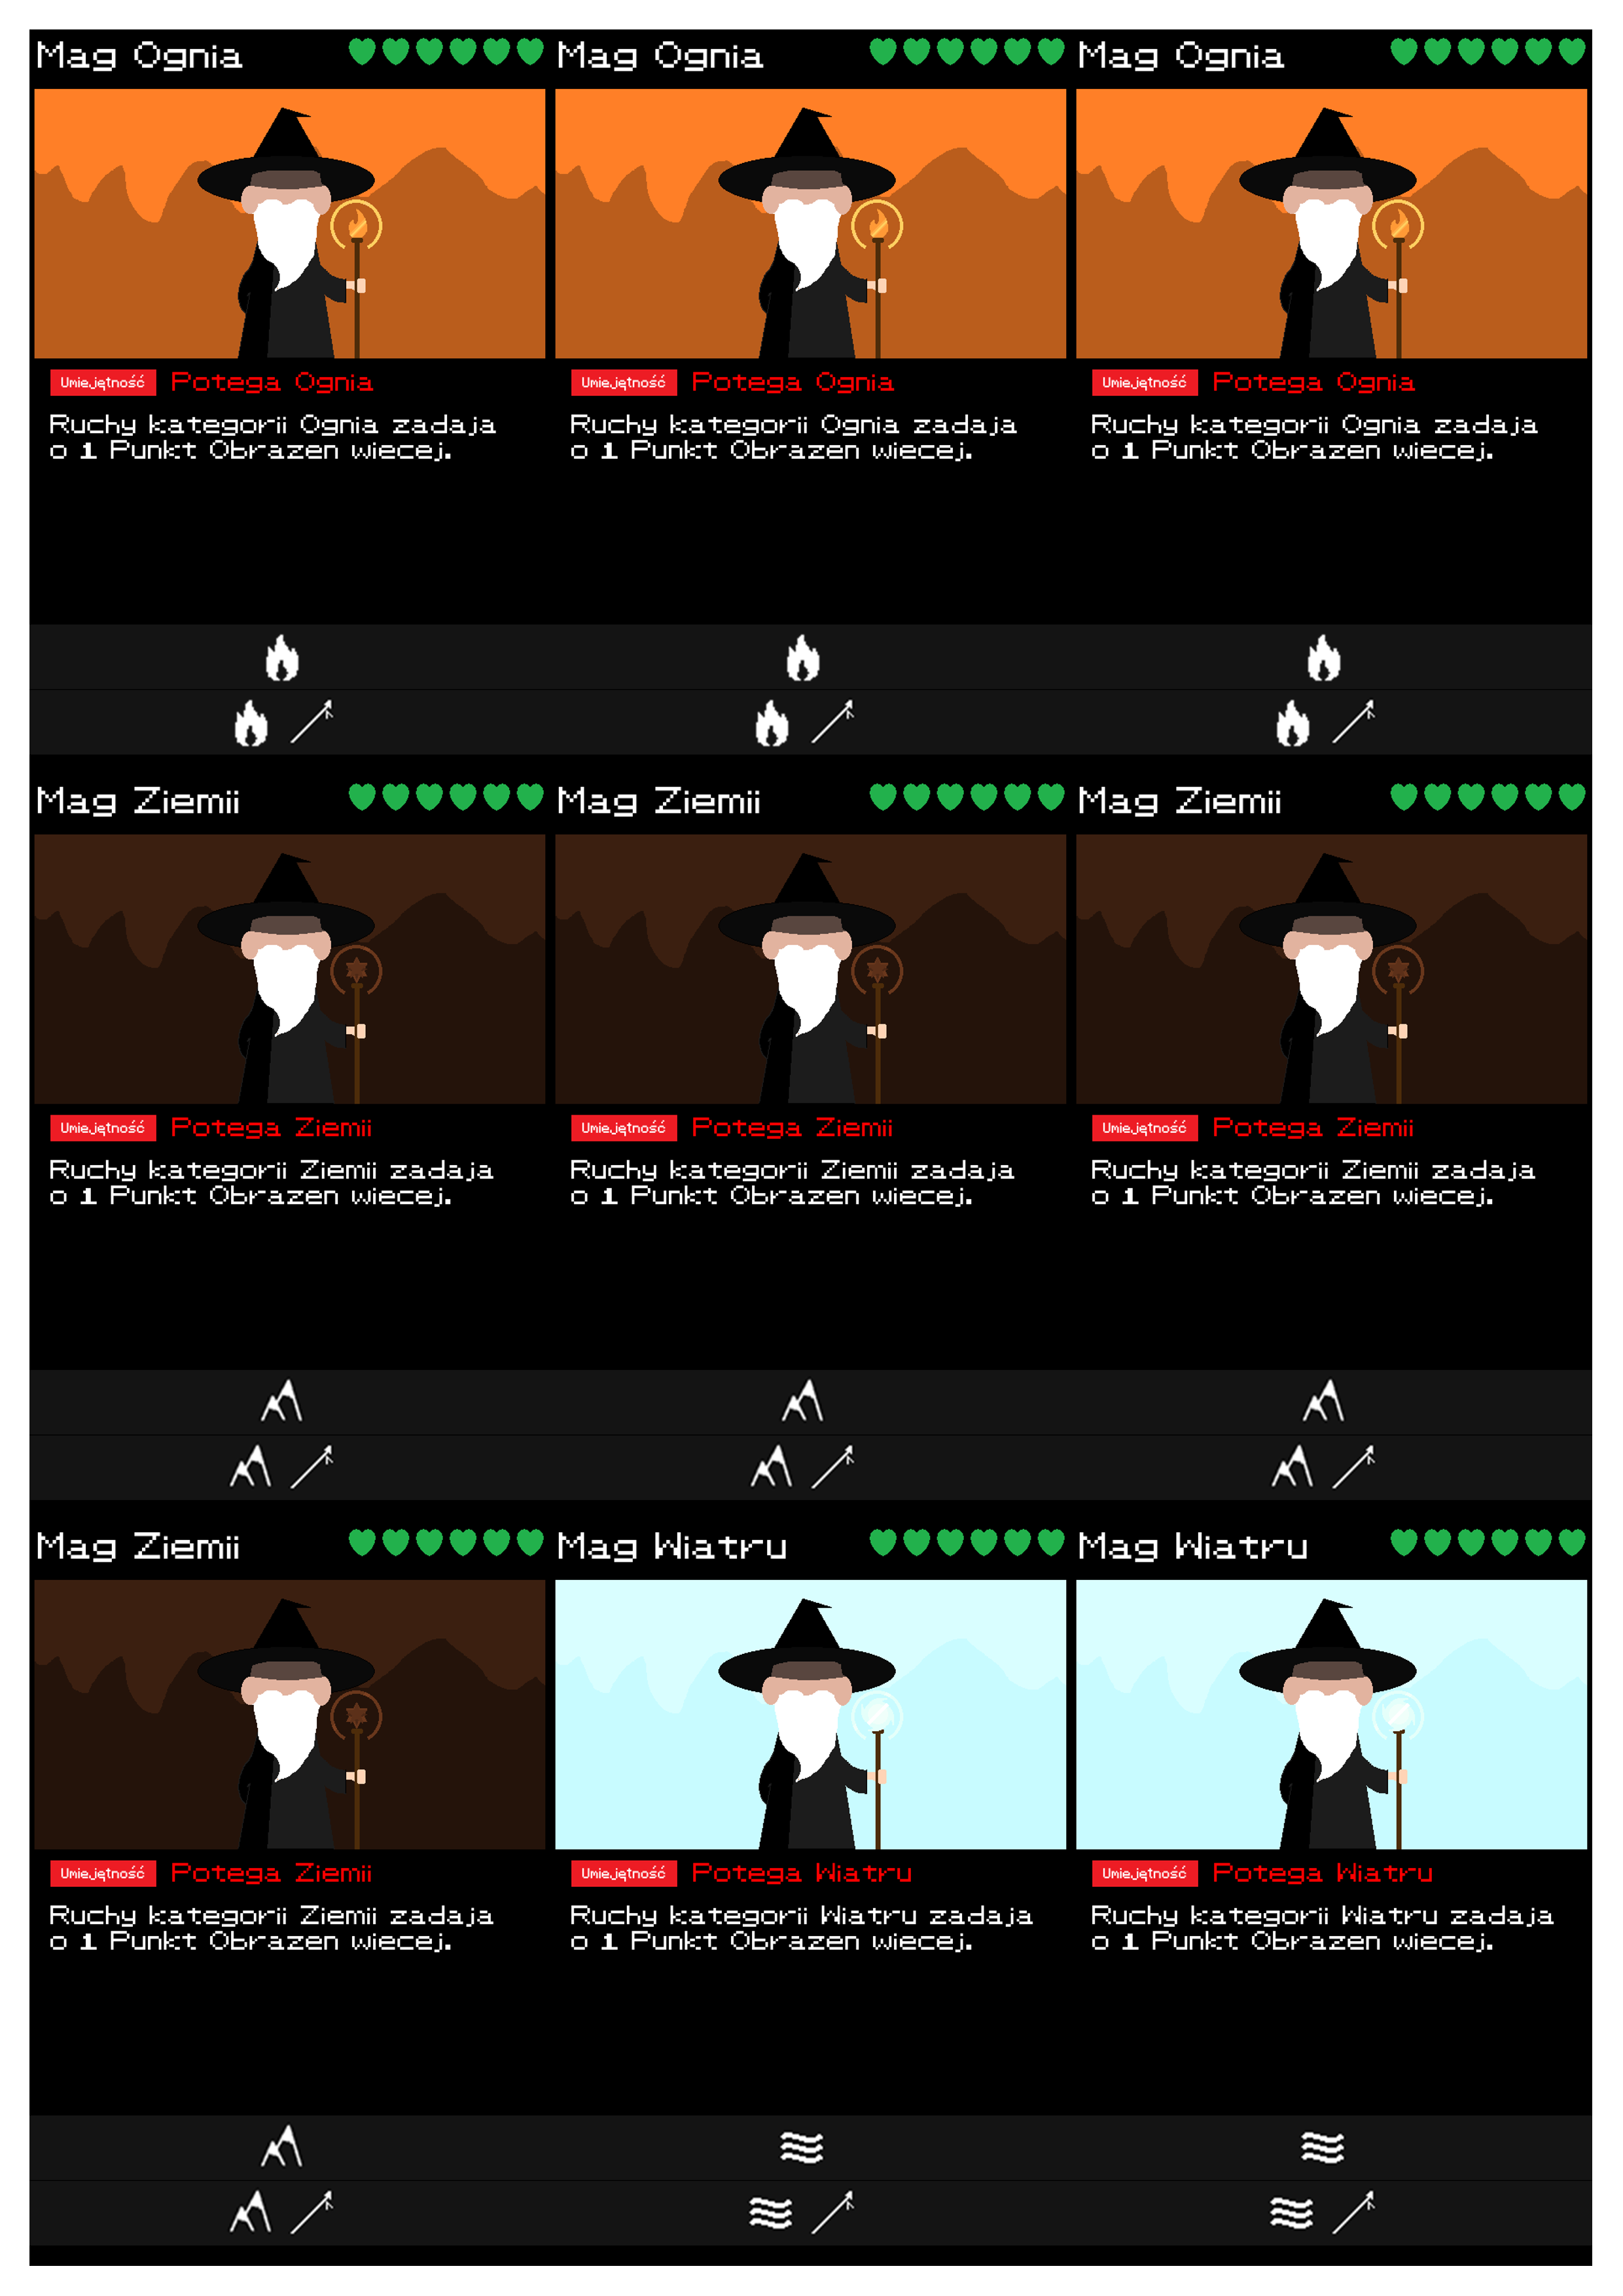 Mag Ognia
Umiejętność Potega Ognia
Ruchy kategorii Ognia zadaja
o 1 Punkt Obrazen wiecej.
Mag Ognia
Umiejętność Potega Ognia
Ruchy kategorii Ognia zadaja
o 1 Punkt Obrazen wiecej.
Mag Ognia
Umiejętność Potega Ognia
Ruchy kategorii Ognia zadaja
o 1 Punkt Obrazen wiecej.
Mag Ziemii
Umiejętność Potega Ziemii
Ruchy kategorii Ziemii zadaja
o 1 Punkt Obrazen wiecej.
Mag Ziemii
Umiejętność Potega Ziemii
Ruchy kategorii Ziemii zadaja
o 1 Punkt Obrazen wiecej.
Mag Ziemii
Umiejętność Potega Ziemii
Ruchy kategorii Ziemii zadaja
o 1 Punkt Obrazen wiecej.
Mag Ziemii
Umiejętność Potega Ziemii
Ruchy kategorii Ziemii zadaja
o 1 Punkt Obrazen wiecej.
Mag Wiatru
Umiejętność Potega Wiatru
Ruchy kategorii Wiatru zadaja
o 1 Punkt Obrazen wiecej.
Mag Wiatru
Umiejętność Potega Wiatru
Ruchy kategorii Wiatru zadaja
o 1 Punkt Obrazen wiecej.